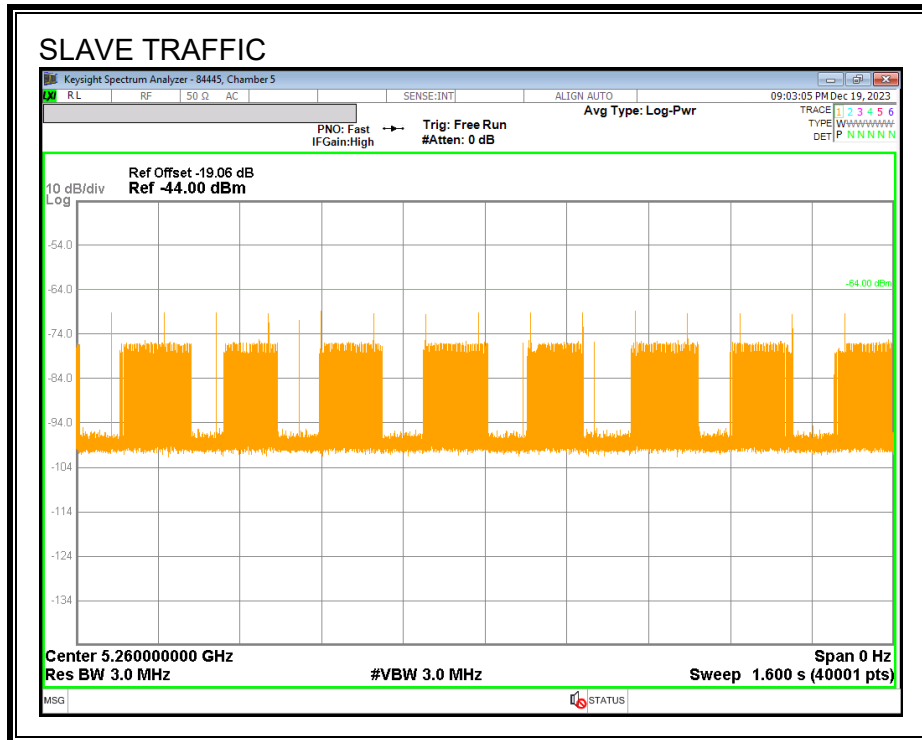 SLAVE TRAFFIC
Keysight Spectrum Analyzer - 84445, Chamber 5
LXI RL RF 50 Ω AC SENSE:INT ALIGN AUTO 09:03:05 PM Dec 19, 2023
Avg Type: Log-Pwr TRACE 1 2 3 4 5 6
PNO: Fast Trig: Free Run TYPE WWWWWW
IFGain:High #Atten: 0 dB DET P N N N N N
Ref Offset -19.06 dB
10 dB/div Ref -44.00 dBm
Log
-54.0
-64.0 -64.00 dBm
-74.0
-84.0
-94.0
-104
-114
-124
-134
Center 5.260000000 GHz Span 0 Hz
Res BW 3.0 MHz #VBW 3.0 MHz Sweep 1.600 s (40001 pts)
MSG STATUS